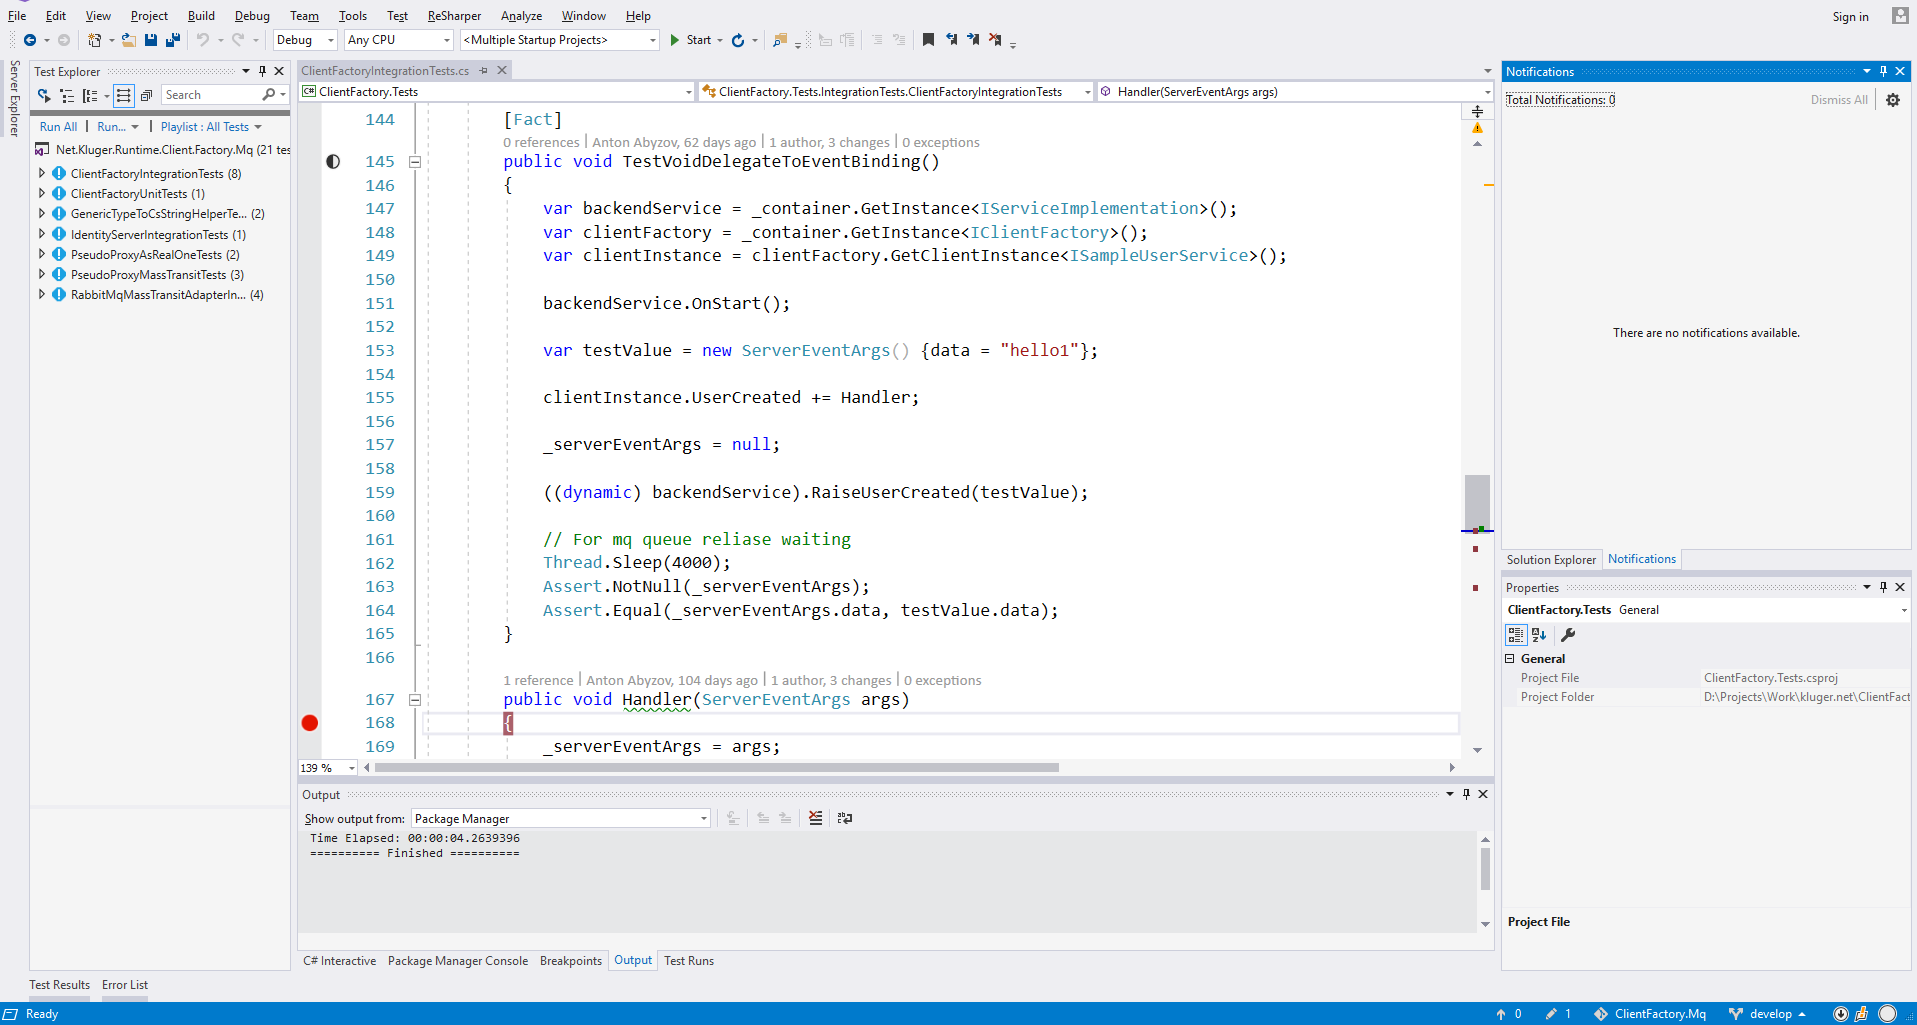 File Edit View Project Build Debug Team Tools Test ReSharper Analyze Window Help Sign in
Debug Any CPU <Multiple Startup Projects> Start
Server Explorer
Test Explorer
Search
Run All | Run... Playlist : All Tests
Net.Kluger.Runtime.Client.Factory.Mq (21 tes
ClientFactoryIntegrationTests (8)
ClientFactoryUnitTests (1)
GenericTypeToCsStringHelperTe... (2)
IdentityServerIntegrationTests (1)
PseudoProxyAsRealOneTests (2)
PseudoProxyMassTransitTests (3)
RabbitMqMassTransitAdapterIn... (4)
ClientFactoryIntegrationTests.cs
C# ClientFactory.Tests ClientFactory.Tests.IntegrationTests.ClientFactoryIntegrationTests Handler(ServerEventArgs args)
144 [Fact]
0 references | Anton Abyzov, 62 days ago | 1 author, 3 changes | 0 exceptions
145 public void TestVoidDelegateToEventBinding()
146 {
147 var backendService = _container.GetInstance<IServiceImplementation>();
148 var clientFactory = _container.GetInstance<IClientFactory>();
149 var clientInstance = clientFactory.GetClientInstance<ISampleUserService>();
150
151 backendService.OnStart();
152
153 var testValue = new ServerEventArgs() {data = "hello1"};
154
155 clientInstance.UserCreated += Handler;
156
157 _serverEventArgs = null;
158
159 ((dynamic) backendService).RaiseUserCreated(testValue);
160
161 // For mq queue reliase waiting
162 Thread.Sleep(4000);
163 Assert.NotNull(_serverEventArgs);
164 Assert.Equal(_serverEventArgs.data, testValue.data);
165 }
166
1 reference | Anton Abyzov, 104 days ago | 1 author, 3 changes | 0 exceptions
167 public void Handler(ServerEventArgs args)
168 {
169 _serverEventArgs = args;
139 %
Output
Show output from: Package Manager
Time Elapsed: 00:00:04.2639396
========== Finished ==========
C# Interactive Package Manager Console Breakpoints Output Test Runs
Notifications
Total Notifications: 0 Dismiss All
There are no notifications available.
Solution Explorer Notifications
Properties
ClientFactory.Tests General
General
Project File ClientFactory.Tests.csproj
Project Folder D:\Projects\Work\kluger.net\ClientFact
Project File
Test Results Error List
Ready 0 1 ClientFactory.Mq develop